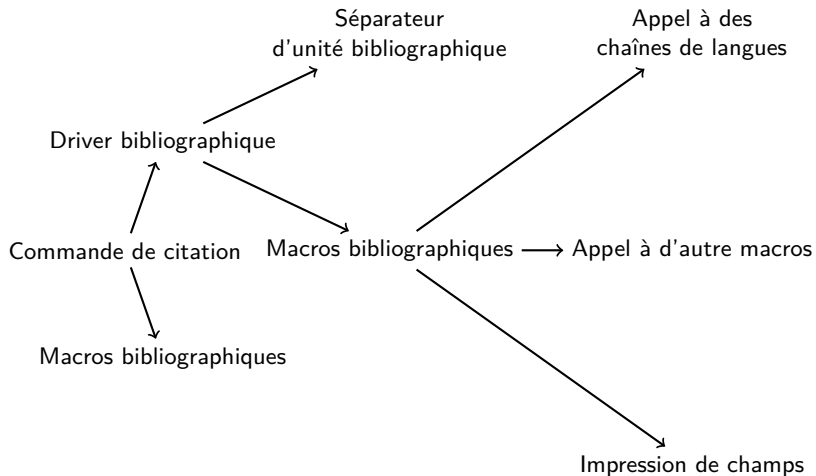 Séparateur
d'unité bibliographique
Appel à des
chaînes de langues
Driver bibliographique
Commande de citation
Macros bibliographiques
Appel à d'autre macros
Macros bibliographiques
Impression de champs